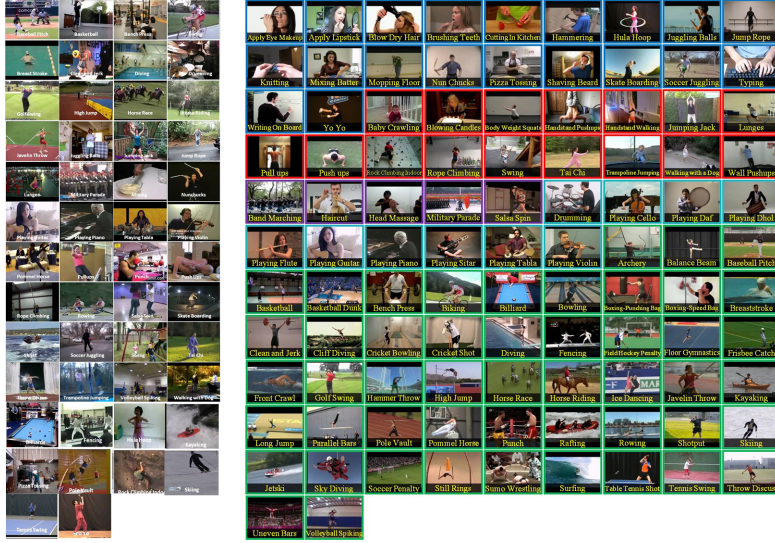 Baseball Pitch
Basketball
Bench Press
Biking
Breast Stroke
Clean and Jerk
Diving
Drumming
Golf Swing
High Jump
Horse Race
Horse Riding
Javelin Throw
Juggling Balls
Jumping Jack
Jump Rope
Lunges
Military Parade
Nunchucks
Playing Guitar
Playing Piano
Playing Tabla
Playing Violin
Pommel Horse
Pullups
Punch
Push Ups
Rope Climbing
Rowing
Salsa Spin
Skate Boarding
Skijet
Soccer Juggling
Swing
Tai Chi
Throw Discus
Trampoline Jumping
Volleyball Spiking
Walking with Dog
Billiards
Fencing
Hula Hoop
Kayaking
Pizza Tossing
Pole Vault
Rock Climbing Indoor
Skiing
Tennis Swing
Apply Eye Makeup
Apply Lipstick
Blow Dry Hair
Brushing Teeth
Cutting In Kitchen
Hammering
Hula Hoop
Juggling Balls
Jump Rope
Knitting
Mixing Batter
Mopping Floor
Nun Chucks
Pizza Tossing
Shaving Beard
Skate Boarding
Soccer Juggling
Typing
Writing On Board
Yo Yo
Baby Crawling
Blowing Candles
Body Weight Squats
Handstand Pushups
Handstand Walking
Jumping Jack
Lunges
Pull ups
Push ups
Rock Climbing Indoor
Rope Climbing
Swing
Tai Chi
Trampoline Jumping
Walking with a Dog
Wall Pushups
Band Marching
Haircut
Head Massage
Military Parade
Salsa Spin
Drumming
Playing Cello
Playing Daf
Playing Dhol
Playing Flute
Playing Guitar
Playing Piano
Playing Sitar
Playing Tabla
Playing Violin
Archery
Balance Beam
Baseball Pitch
Basketball
Basketball Dunk
Bench Press
Biking
Billiard
Bowling
Boxing-Punching Bag
Boxing-Speed Bag
Breaststroke
Clean and Jerk
Cliff Diving
Cricket Bowling
Cricket Shot
Diving
Fencing
Field Hockey Penalty
Floor Gymnastics
Frisbee Catch
Front Crawl
Golf Swing
Hammer Throw
High Jump
Horse Race
Horse Riding
Ice Dancing
Javelin Throw
Kayaking
Long Jump
Parallel Bars
Pole Vault
Pommel Horse
Punch
Rafting
Rowing
Shotput
Skiing
Jetski
Sky Diving
Soccer Penalty
Still Rings
Sumo Wrestling
Surfing
Table Tennis Shot
Tennis Swing
Throw Discus
Uneven Bars
Volleyball Spiking